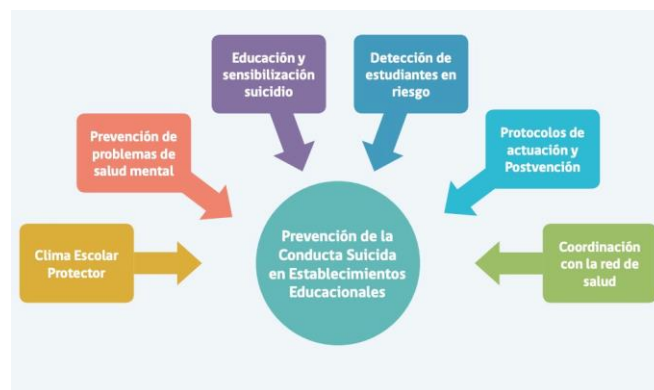 Educación y
sensibilización
suicidio
Detección de
estudiantes en
riesgo
Prevención de
problemas de
salud mental
Protocolos de
actuación y
Postvención
Clima Escolar
Protector
Prevención de la
Conducta Suicida
en Establecimientos
Educacionales
Coordinación
con la red de
salud